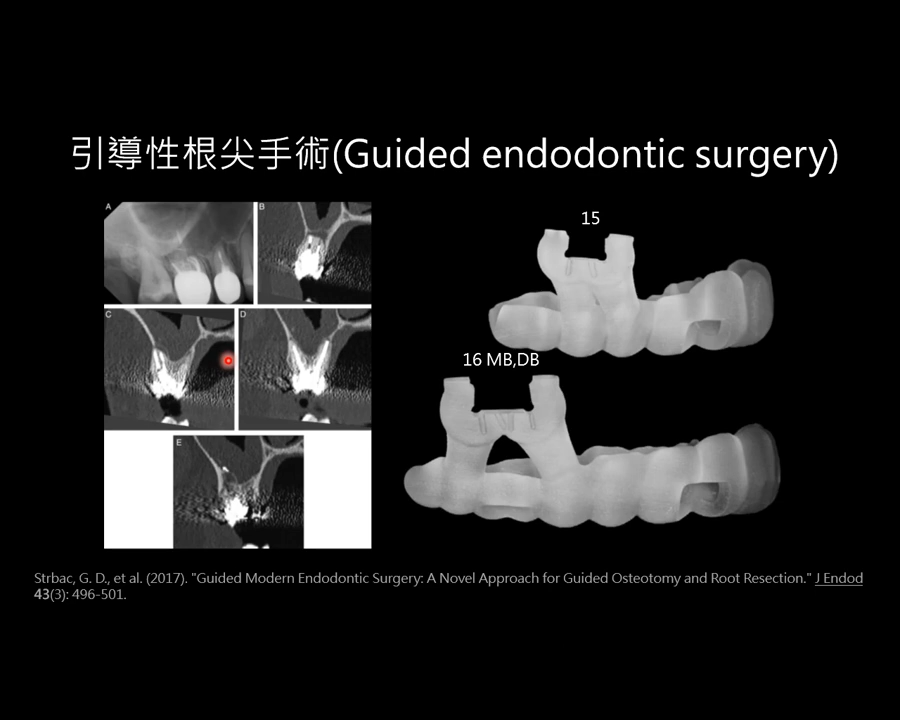 引導性根尖手術(Guided endodontic surgery)
A
B
C
D
E
15
16 MB,DB
Strbac, G. D., et al. (2017). "Guided Modern Endodontic Surgery: A Novel Approach for Guided Osteotomy and Root Resection." J Endod
43(3): 496-501.